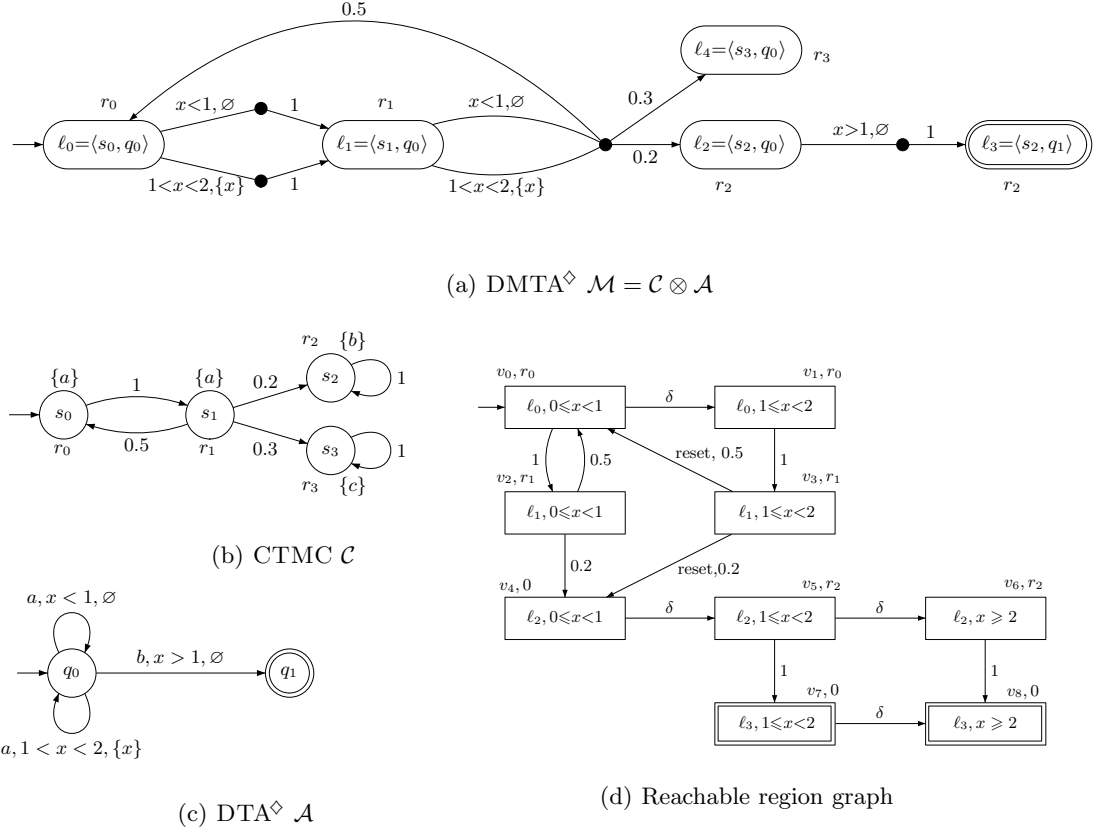 0.5
ℓ₄=⟨s₃, q₀⟩
r₃
r₀
x<1, ∅
1
r₁
x<1, ∅
0.3
x>1, ∅
1
ℓ₀=⟨s₀, q₀⟩
ℓ₁=⟨s₁, q₀⟩
ℓ₂=⟨s₂, q₀⟩
ℓ₃=⟨s₂, q₁⟩
0.2
1<x<2, {x}
1
1<x<2, {x}
r₂
r₂
(a) DMTA◇ ℳ = 𝒞 ⊗ 𝒜
r₂ {b}
s₂
1
{a}
1
{a}
0.2
s₀
s₁
r₀
0.5
r₁
0.3
s₃
1
r₃ {c}
(b) CTMC 𝒞
a, x < 1, ∅
q₀
b, x > 1, ∅
q₁
a, 1 < x < 2, {x}
(c) DTA◇ 𝒜
v₀, r₀
v₁, r₀
ℓ₀, 0⩽x<1
δ
ℓ₀, 1⩽x<2
1
0.5
reset, 0.5
1
v₂, r₁
v₃, r₁
ℓ₁, 0⩽x<1
ℓ₁, 1⩽x<2
0.2
reset,0.2
v₄, 0
v₅, r₂
v₆, r₂
ℓ₂, 0⩽x<1
δ
ℓ₂, 1⩽x<2
δ
ℓ₂, x ⩾ 2
1
1
v₇, 0
v₈, 0
ℓ₃, 1⩽x<2
δ
ℓ₃, x ⩾ 2
(d) Reachable region graph